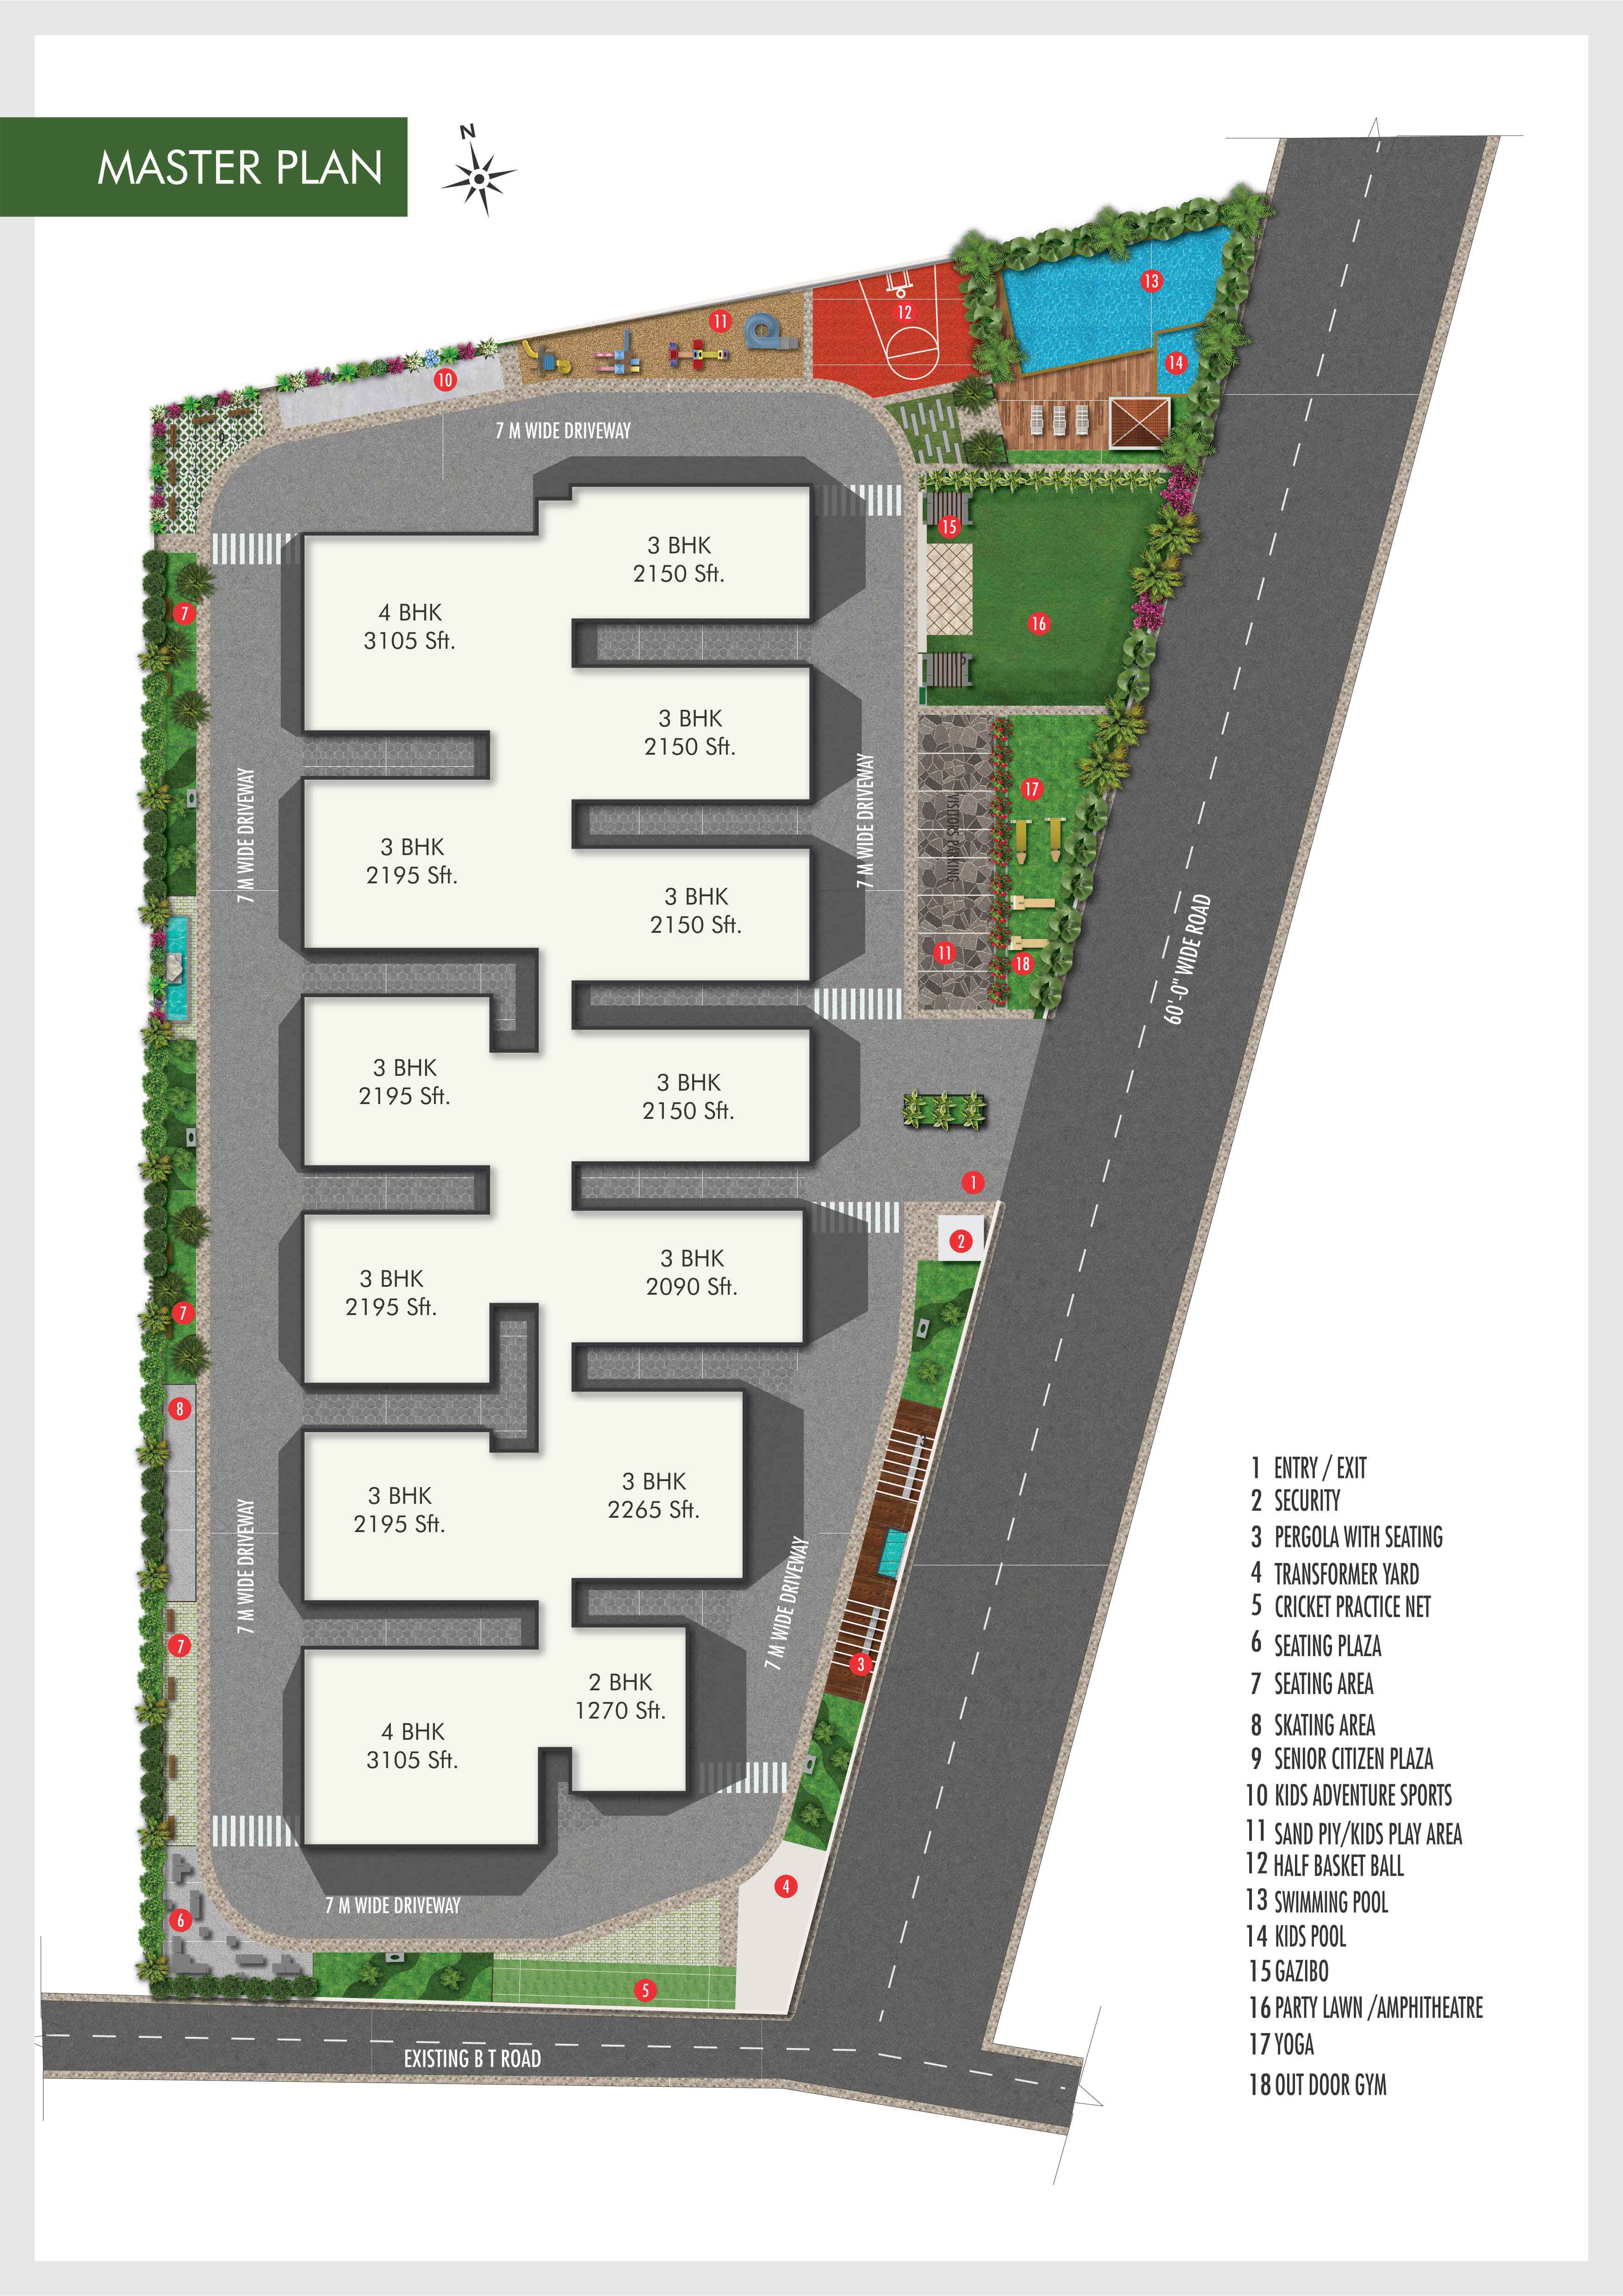 MASTER PLAN
N
13
12
11
14
10
7 M WIDE DRIVEWAY
9
15
3 BHK
2150 Sft.
4 BHK
3105 Sft.
7
16
3 BHK
2150 Sft.
7 M WIDE DRIVEWAY
7 M WIDE DRIVEWAY
17
VISITORS PARKING
3 BHK
2195 Sft.
3 BHK
2150 Sft.
11
18
60'-0" WIDE ROAD
3 BHK
2195 Sft.
3 BHK
2150 Sft.
1
2
3 BHK
2195 Sft.
3 BHK
2090 Sft.
7
8
3 BHK
2195 Sft.
3 BHK
2265 Sft.
7 M WIDE DRIVEWAY
7 M WIDE DRIVEWAY
7
3
2 BHK
1270 Sft.
4 BHK
3105 Sft.
4
7 M WIDE DRIVEWAY
6
5
EXISTING B T ROAD
1 ENTRY / EXIT
2 SECURITY
3 PERGOLA WITH SEATING
4 TRANSFORMER YARD
5 CRICKET PRACTICE NET
6 SEATING PLAZA
7 SEATING AREA
8 SKATING AREA
9 SENIOR CITIZEN PLAZA
10 KIDS ADVENTURE SPORTS
11 SAND PIY/KIDS PLAY AREA
12 HALF BASKET BALL
13 SWIMMING POOL
14 KIDS POOL
15 GAZIBO
16 PARTY LAWN /AMPHITHEATRE
17 YOGA
18 OUT DOOR GYM